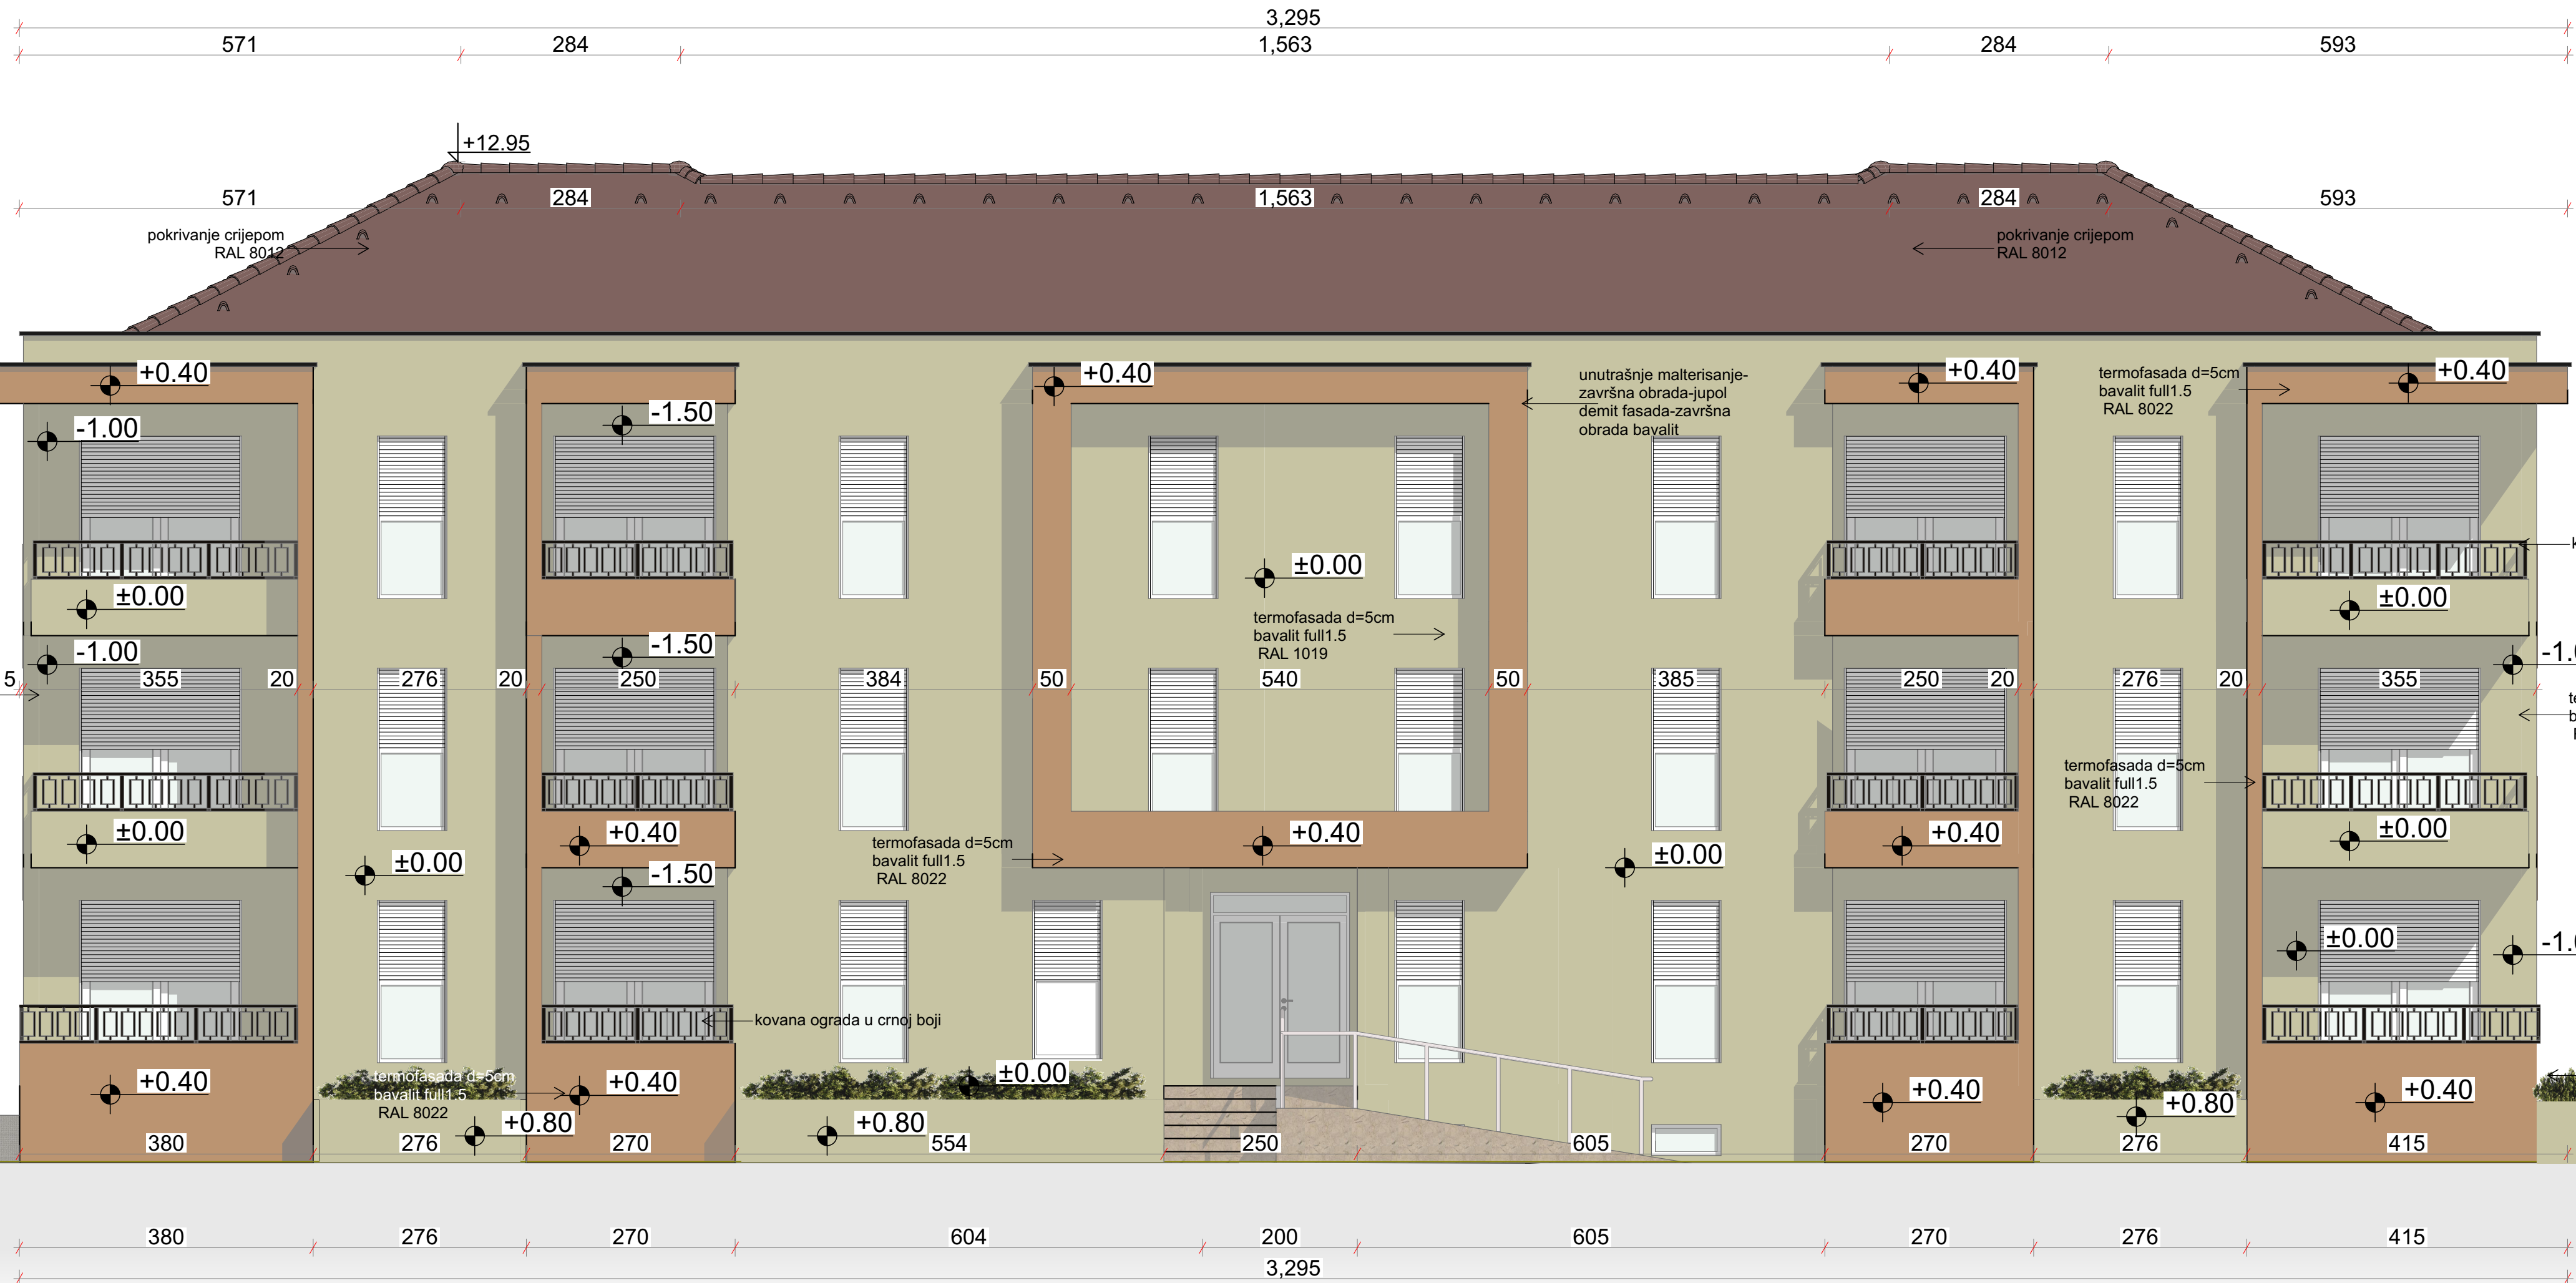 3,295
571 284 1,563 284 593
+12.95
571 284 1,563 284 593
pokrivanje crijepom
RAL 8012
pokrivanje crijepom
RAL 8012
+0.40
+0.40
+0.40
+0.40
+0.40
unutrašnje malterisanje-
završna obrada-jupol
demit fasada-završna
obrada bavalit
termofasada d=5cm
bavalit full1.5
RAL 8022
-1.00
-1.50
±0.00
±0.00
±0.00
termofasada d=5cm
bavalit full1.5
RAL 1019
-1.00
-1.50
5 355 20 276 20 250 384 50 540 50 385 250 20 276 20 355
termofasada d=5cm
bavalit full1.5
RAL 8022
±0.00
+0.40
+0.40
+0.40
±0.00
termofasada d=5cm
bavalit full1.5
RAL 8022
±0.00
-1.50
±0.00
±0.00
kovana ograda u crnoj boji
±0.00
+0.40
termofasada d=5cm
bavalit full1.5
RAL 8022
+0.40
+0.40
+0.40
+0.80
+0.80
+0.80
380 276 270 554 250 605 270 276 415
380 276 270 604 200 605 270 276 415
3,295